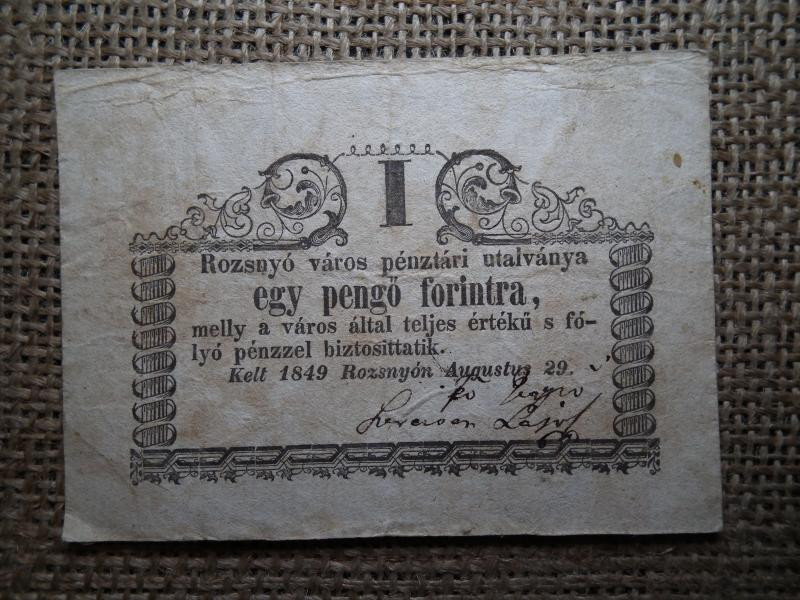 I
Rozsnyó város pénztári utalványa
egy pengő forintra,
melly a város által teljes értékű s fó-
lyó pénzzel biztosittatik.
Kelt 1849 Rozsnyón Augustus 29.
Lajos